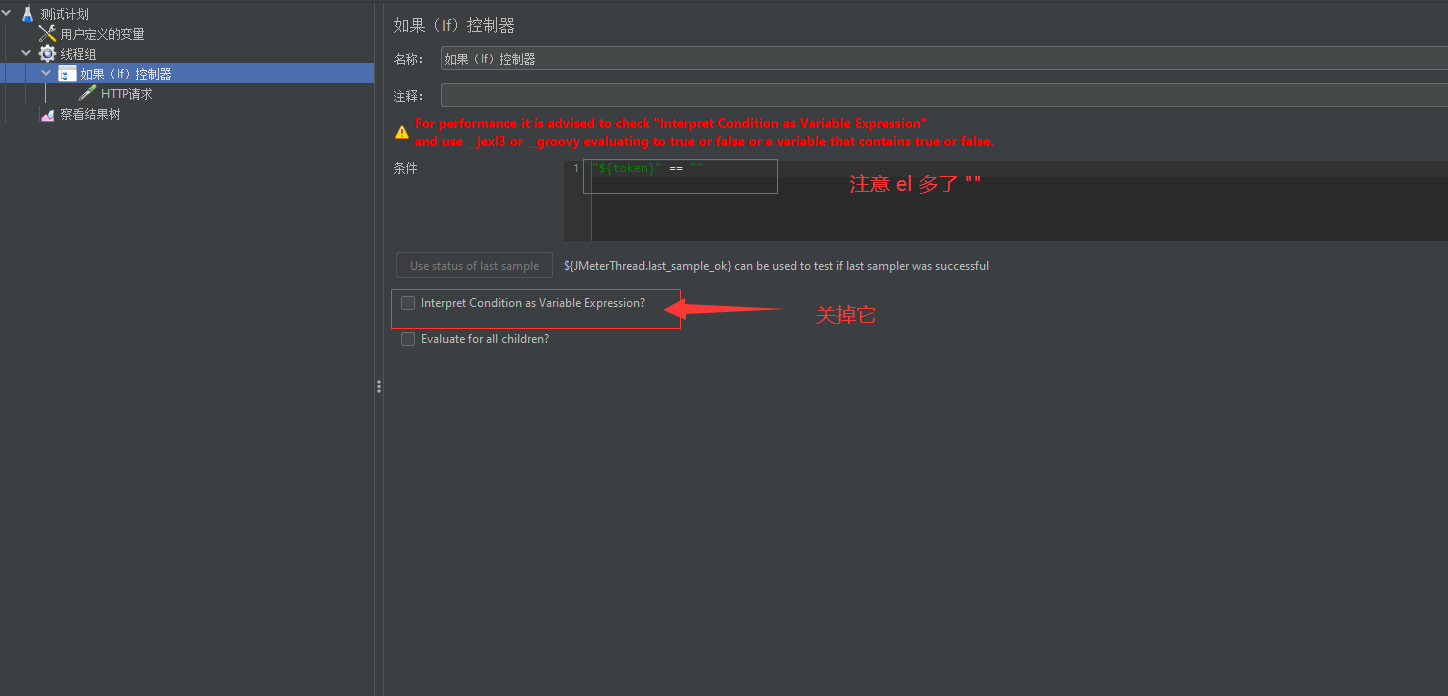 测试计划
用户定义的变量
线程组
如果（If）控制器
HTTP请求
察看结果树
如果（If）控制器
名称： 如果（If）控制器
注释：
For performance it is advised to check "Interpret Condition as Variable Expression"
and use __jexl3 or __groovy evaluating to true or false or a variable that contains true or false.
条件 1 "${token}" == "" 注意 el 多了 ""
Use status of last sample ${JMeterThread.last_sample_ok} can be used to test if last sampler was successful
Interpret Condition as Variable Expression? 关掉它
Evaluate for all children?